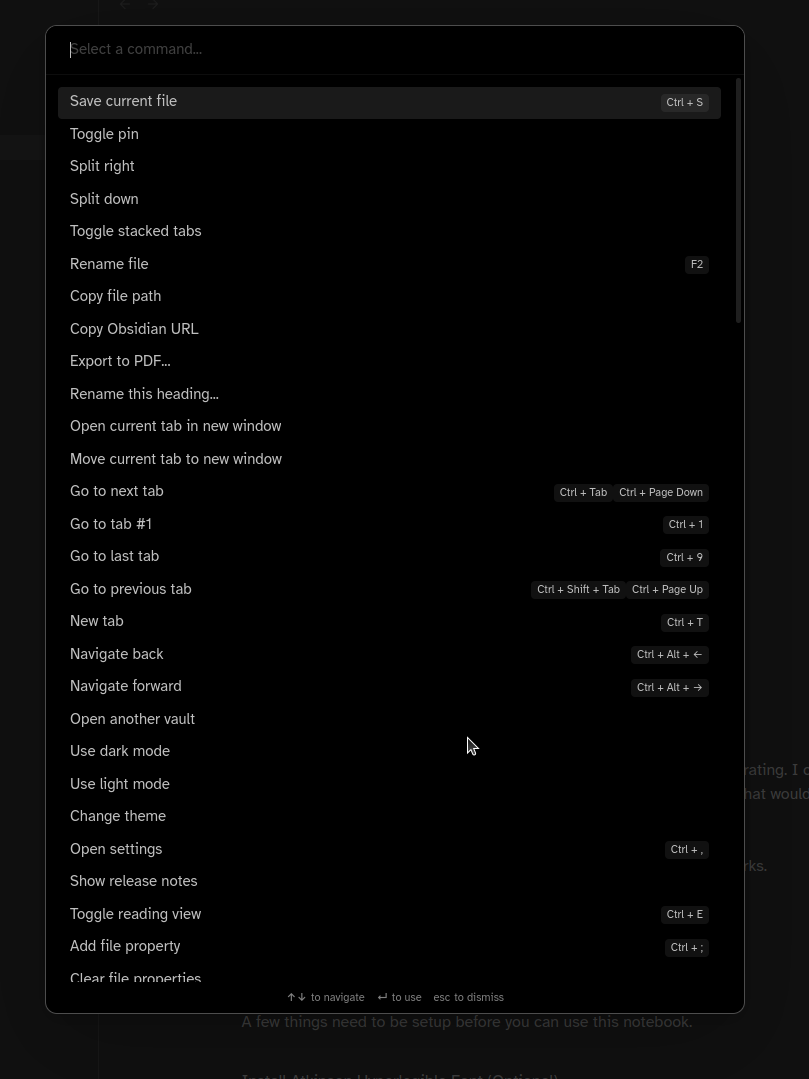 Select a command...
Save current file Ctrl + S
Toggle pin
Split right
Split down
Toggle stacked tabs
Rename file F2
Copy file path
Copy Obsidian URL
Export to PDF...
Rename this heading...
Open current tab in new window
Move current tab to new window
Go to next tab Ctrl + Tab Ctrl + Page Down
Go to tab #1 Ctrl + 1
Go to last tab Ctrl + 9
Go to previous tab Ctrl + Shift + Tab Ctrl + Page Up
New tab Ctrl + T
Navigate back Ctrl + Alt + ←
Navigate forward Ctrl + Alt + →
Open another vault
Use dark mode
rating. I
Use light mode
would
Change theme
Open settings Ctrl + ,
Show release notes
Toggle reading view Ctrl + E
Add file property Ctrl + ;
Clear file properties
↑↓ to navigate ↵ to use esc to dismiss
A few things need to be setup before you can use this notebook.
Install Atkinson Hyperlegible Font (Optional)